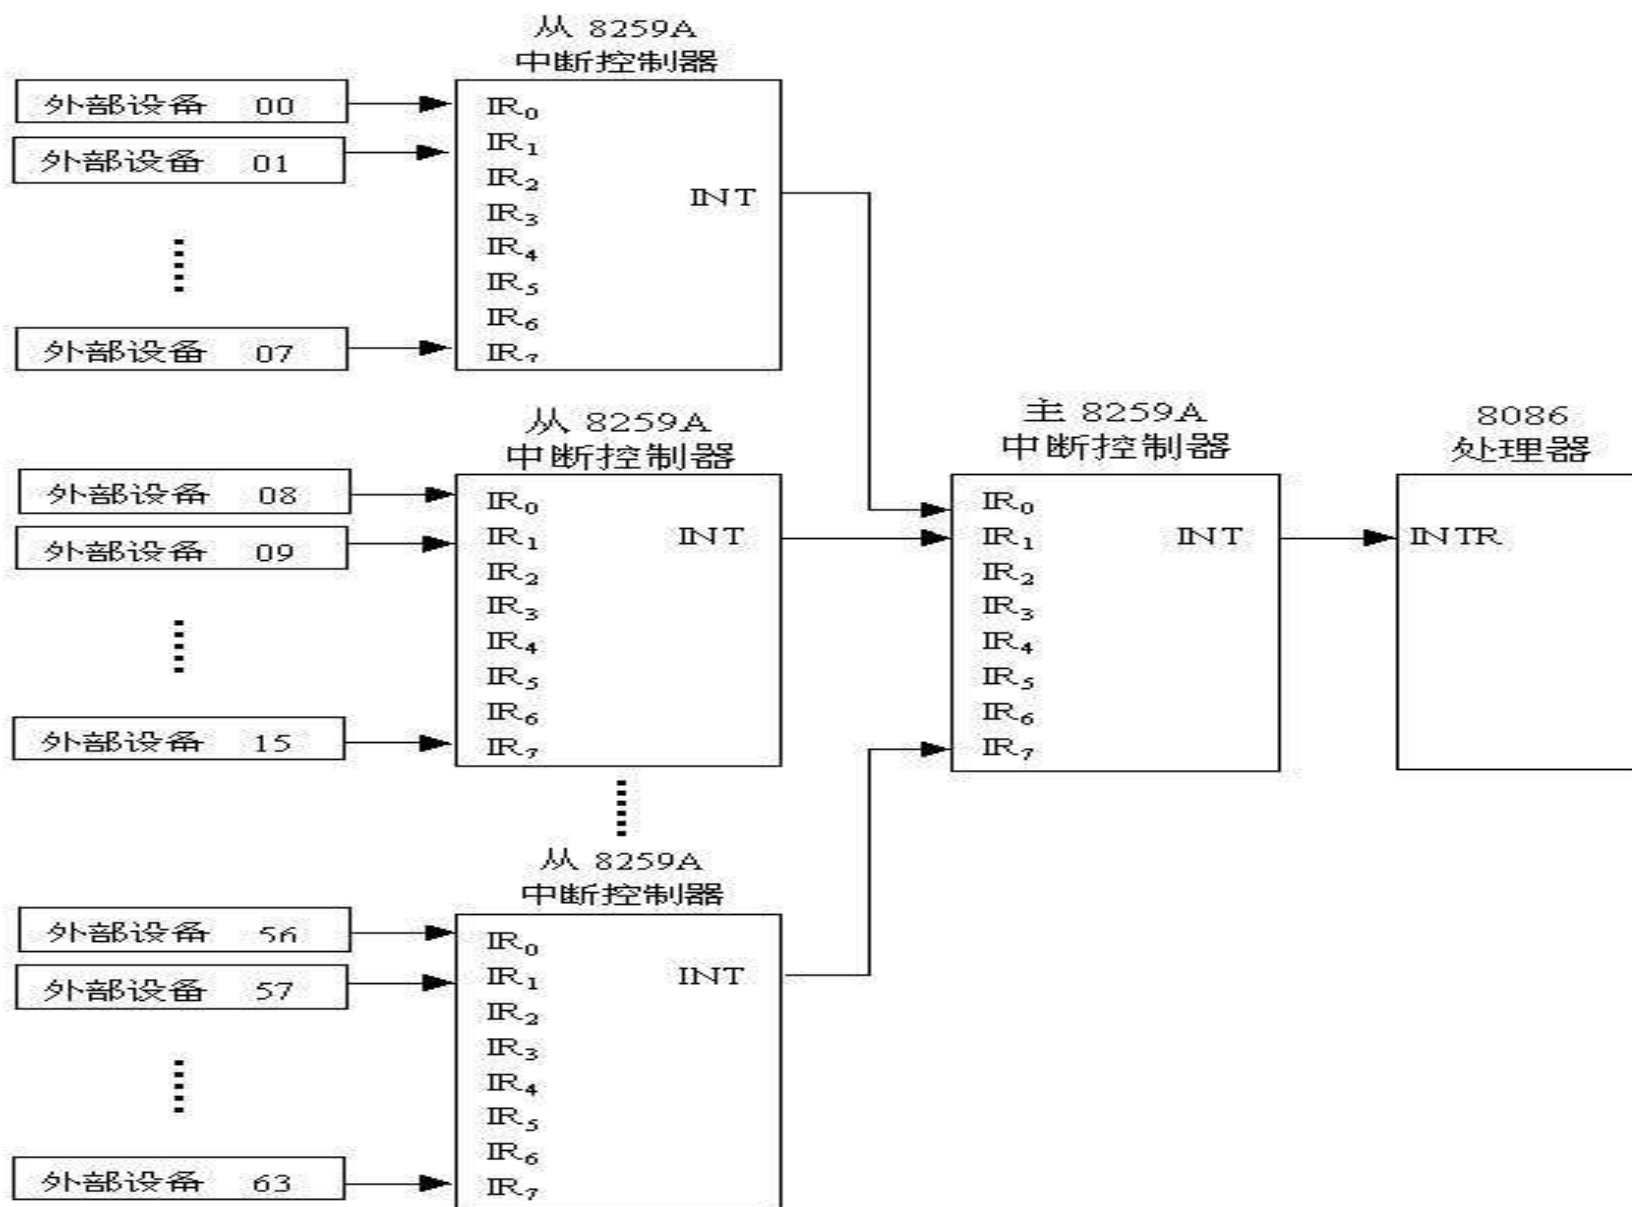 从 8259A
中断控制器
外部设备 00
外部设备 01
外部设备 07
IR0
IR1
IR2
IR3
IR4
IR5
IR6
IR7
INT
从 8259A
中断控制器
外部设备 08
外部设备 09
外部设备 15
IR0
IR1
IR2
IR3
IR4
IR5
IR6
IR7
INT
主 8259A
中断控制器
IR0
IR1
IR2
IR3
IR4
IR5
IR6
IR7
INT
8086
处理器
INTR
从 8259A
中断控制器
外部设备 56
外部设备 57
外部设备 63
IR0
IR1
IR2
IR3
IR4
IR5
IR6
IR7
INT